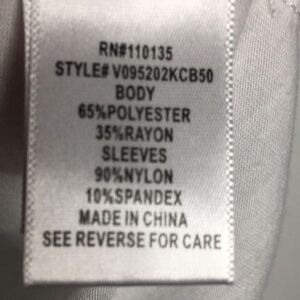 RN#110135
STYLE# V095202KCB50
BODY
65%POLYESTER
35%RAYON
SLEEVES
90%NYLON
10%SPANDEX
MADE IN CHINA
SEE REVERSE FOR CARE